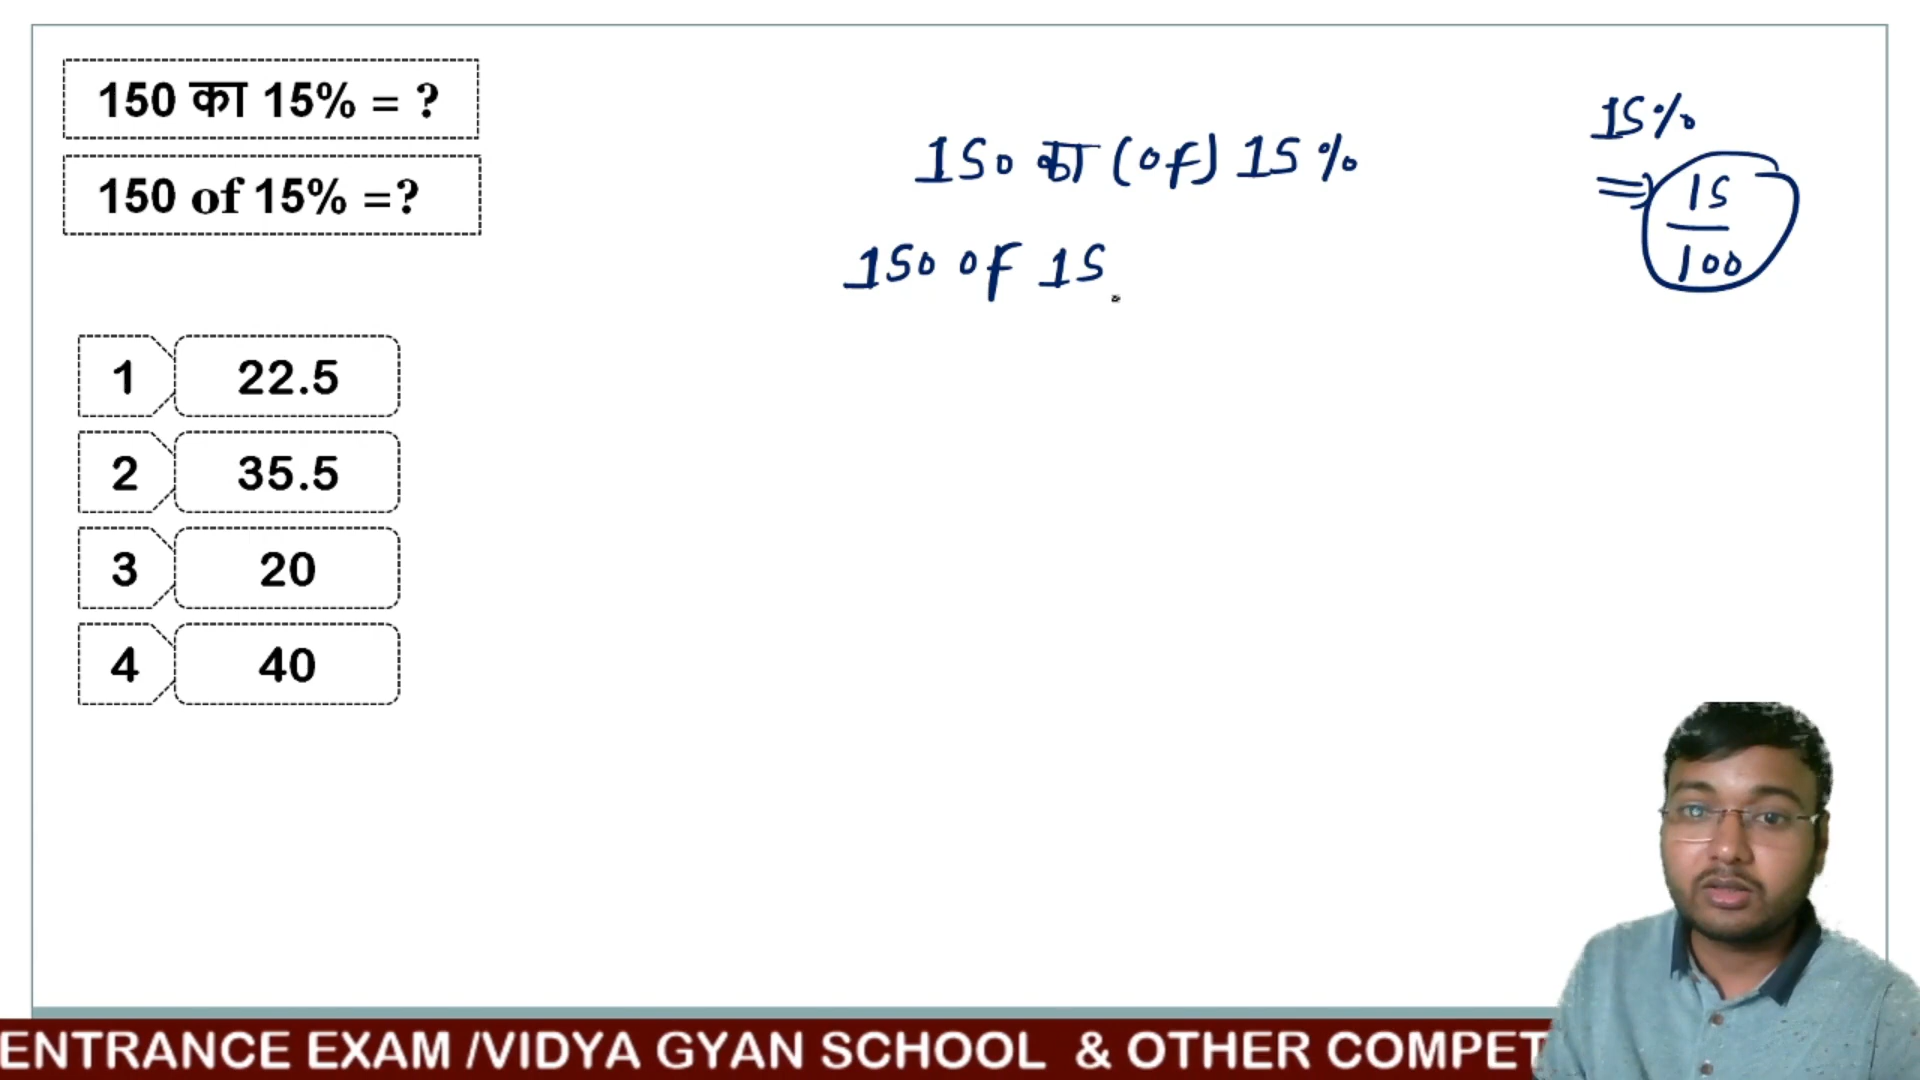 150 का 15% = ?
150 of 15% =?
150 का (of) 15%
150 of 15
15%
⇒ 15
100
1 22.5
2 35.5
3 20
4 40
ENTRANCE EXAM /VIDYA GYAN SCHOOL & OTHER COMPET